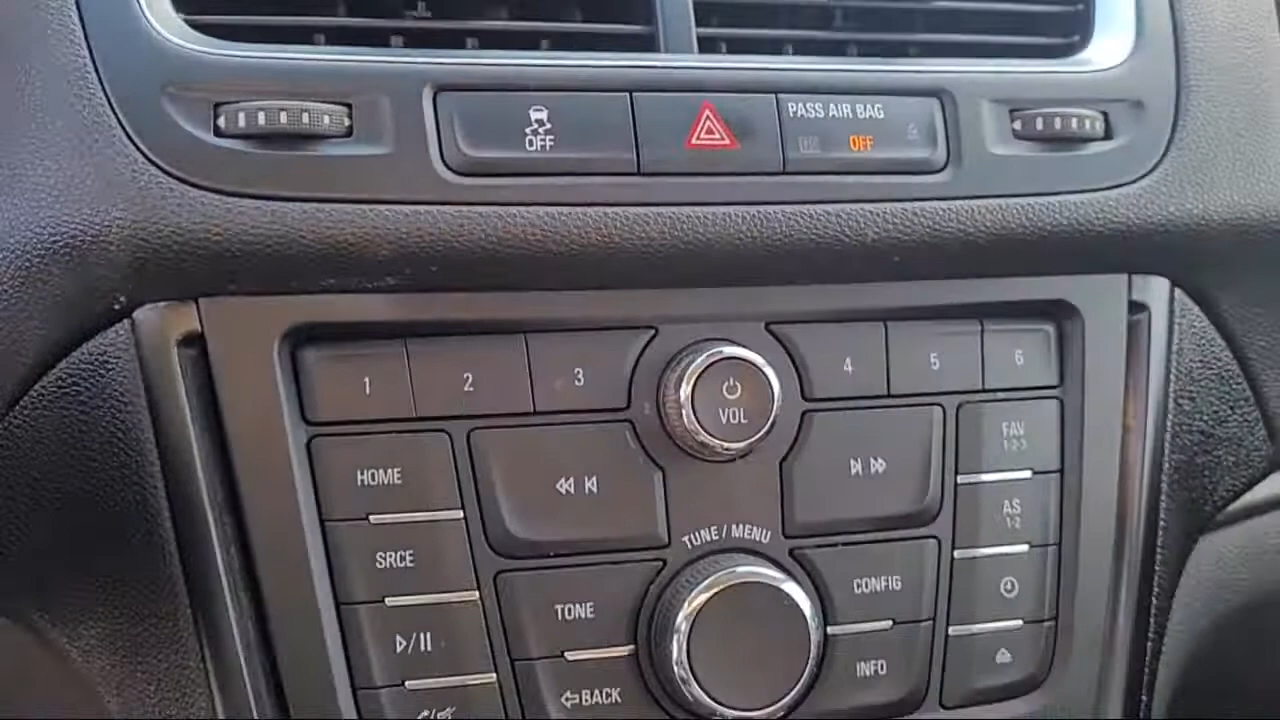 OFF
PASS AIR BAG
OFF
1
2
3
4
5
6
VOL
HOME
FAV
1-2-3
SRCE
AS
1-2
TUNE / MENU
TONE
CONFIG
BACK
INFO